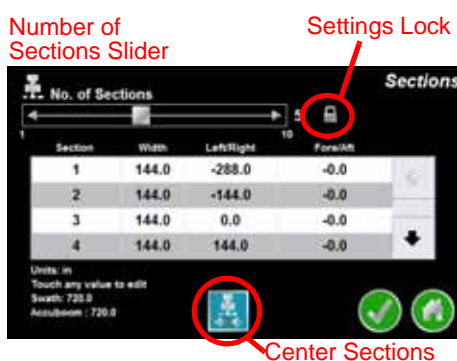 Number of Settings Lock
Sections Slider
Sections
No. of Sections
5
1 10
Section Width Left/Right Fore/Aft
1 144.0 -288.0 -0.0
2 144.0 -144.0 -0.0
3 144.0 0.0 -0.0
4 144.0 144.0 -0.0
Units: in
Touch any value to edit
Swath: 720.0
Accuboom : 720.0
Center Sections